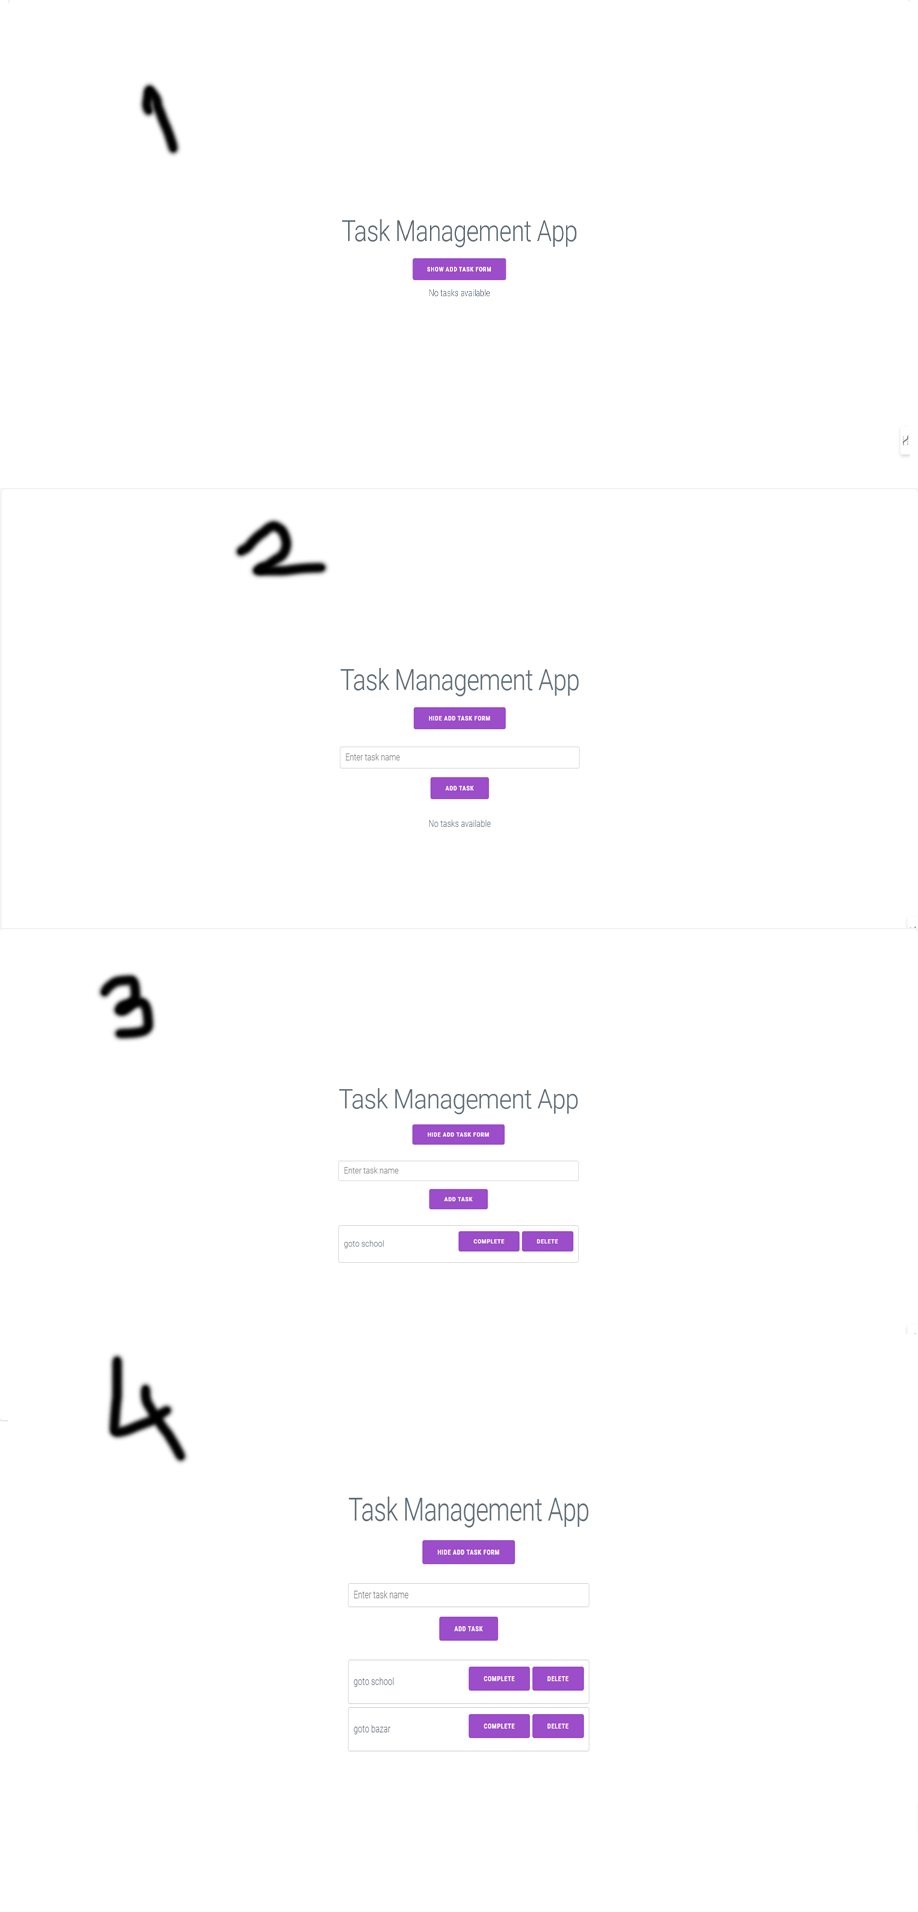 1
Task Management App
SHOW ADD TASK FORM
No tasks available
2
Task Management App
HIDE ADD TASK FORM
Enter task name
ADD TASK
No tasks available
3
Task Management App
HIDE ADD TASK FORM
Enter task name
ADD TASK
goto school COMPLETE DELETE
4
Task Management App
HIDE ADD TASK FORM
Enter task name
ADD TASK
goto school COMPLETE DELETE
goto bazar COMPLETE DELETE